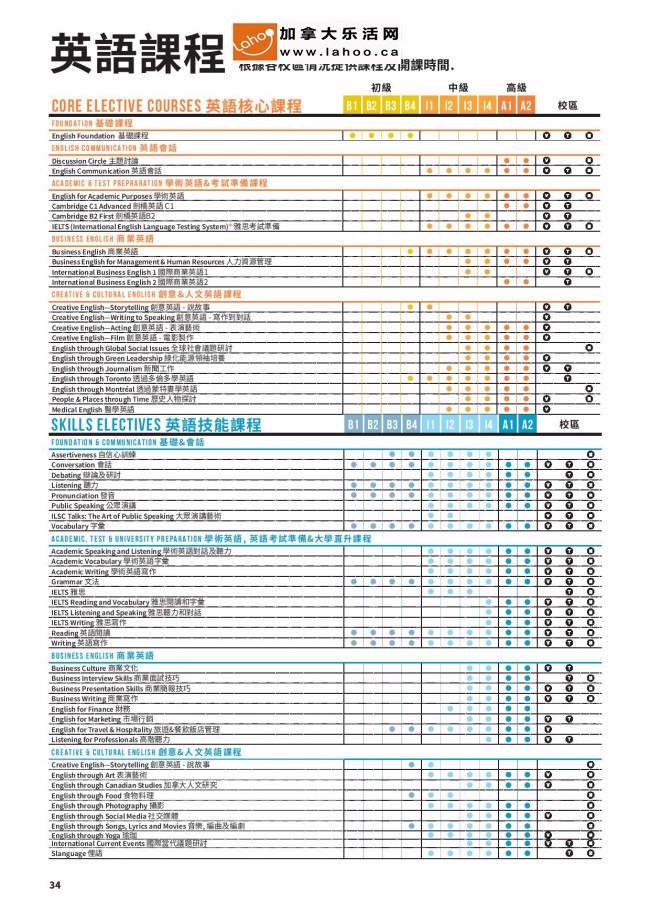 英語課程
Lahoo
加拿大乐活网
www.lahoo.ca
根據各校區情況提供課程及開課時間.
初級 中級 高級
CORE ELECTIVE COURSES 英語核心課程 B1 B2 B3 B4 I1 I2 I3 I4 A1 A2 校區
FOUNDATION 基礎課程
English Foundation 基礎課程 V T M
ENGLISH COMMUNICATION 英語會話
Discussion Circle 主題討論 V M
English Communication 英語會話 V T M
ACADEMIC & TEST PREPRARATION 學術英語&考試準備課程
English for Academic Purposes 學術英語 V T M
Cambridge C1 Advanced 劍橋英語 C1 V T
Cambridge B2 First 劍橋英語B2 V T
IELTS (International English Language Testing System)* 雅思考試準備 V T M
BUSINESS ENGLISH 商業英語
Business English 商業英語 V T M
Business English for Management & Human Resources 人力資源管理 V T
International Business English 1 國際商業英語1 V T M
International Business English 2 國際商業英語2 T
CREATIVE & CULTURAL ENGLISH 創意&人文英語課程
Creative English—Storytelling 創意英語 - 說故事 V T
Creative English—Writing to Speaking 創意英語 - 寫作到對話 V
Creative English—Acting 創意英語 - 表演藝術 V
Creative English—Film 創意英語 - 電影製作 V
English through Global Social Issues 全球社會議題研討 M
English through Green Leadership 綠化能源領袖培養 V
English through Journalism 新聞工作 V T
English through Toronto 透過多倫多學英語 T
English through Montréal 透過蒙特婁學英語 M
People & Places through Time 歷史人物探討 V M
Medical English 醫學英語 V
SKILLS ELECTIVES 英語技能課程 B1 B2 B3 B4 I1 I2 I3 I4 A1 A2 校區
FOUNDATION & COMMUNICATION 基礎&會話
Assertiveness 自信心訓練 M
Conversation 會話 V T M
Debating 辯論及研討 T M
Listening 聽力 V T M
Pronunciation 發音 V T M
Public Speaking 公眾演講 V T M
ILSC Talks: The Art of Public Speaking 大眾演講藝術 V T M
Vocabulary 字彙 V T M
ACADEMIC, TEST & UNIVERSITY PREPARATION 學術英語, 英語考試準備&大學直升課程
Academic Speaking and Listening 學術英語對話及聽力 V T M
Academic Vocabulary 學術英語字彙 V T M
Academic Writing 學術英語寫作 V T M
Grammar 文法 V T M
IELTS 雅思 T M
IELTS Reading and Vocabulary 雅思閱讀和字彙 V T M
IELTS Listening and Speaking 雅思聽力和對話 V T M
IELTS Writing 雅思寫作 V T M
Reading 英語閱讀 V T M
Writing 英語寫作 V T M
BUSINESS ENGLISH 商業英語
Business Culture 商業文化 V T
Business Interview Skills 商業面試技巧 T M
Business Presentation Skills 商業簡報技巧 V T M
Business Writing 商業寫作 V T M
English for Finance 財務 T
English for Marketing 市場行銷 V T
English for Travel & Hospitality 旅遊&餐飲飯店管理 V
Listening for Professionals 高階聽力 V T
CREATIVE & CULTURAL ENGLISH 創意&人文英語課程
Creative English—Storytelling 創意英語 - 說故事 M
English through Art 表演藝術 V M
English through Canadian Studies 加拿大人文研究 V M
English through Food 食物料理 M
English through Photography 攝影 M
English through Social Media 社交媒體 V M
English through Songs, Lyrics and Movies 音樂, 編曲及編劇 M
English through Yoga 瑜珈 V M
International Current Events 國際當代議題研討 V T M
Slanguage 俚語 T M
34